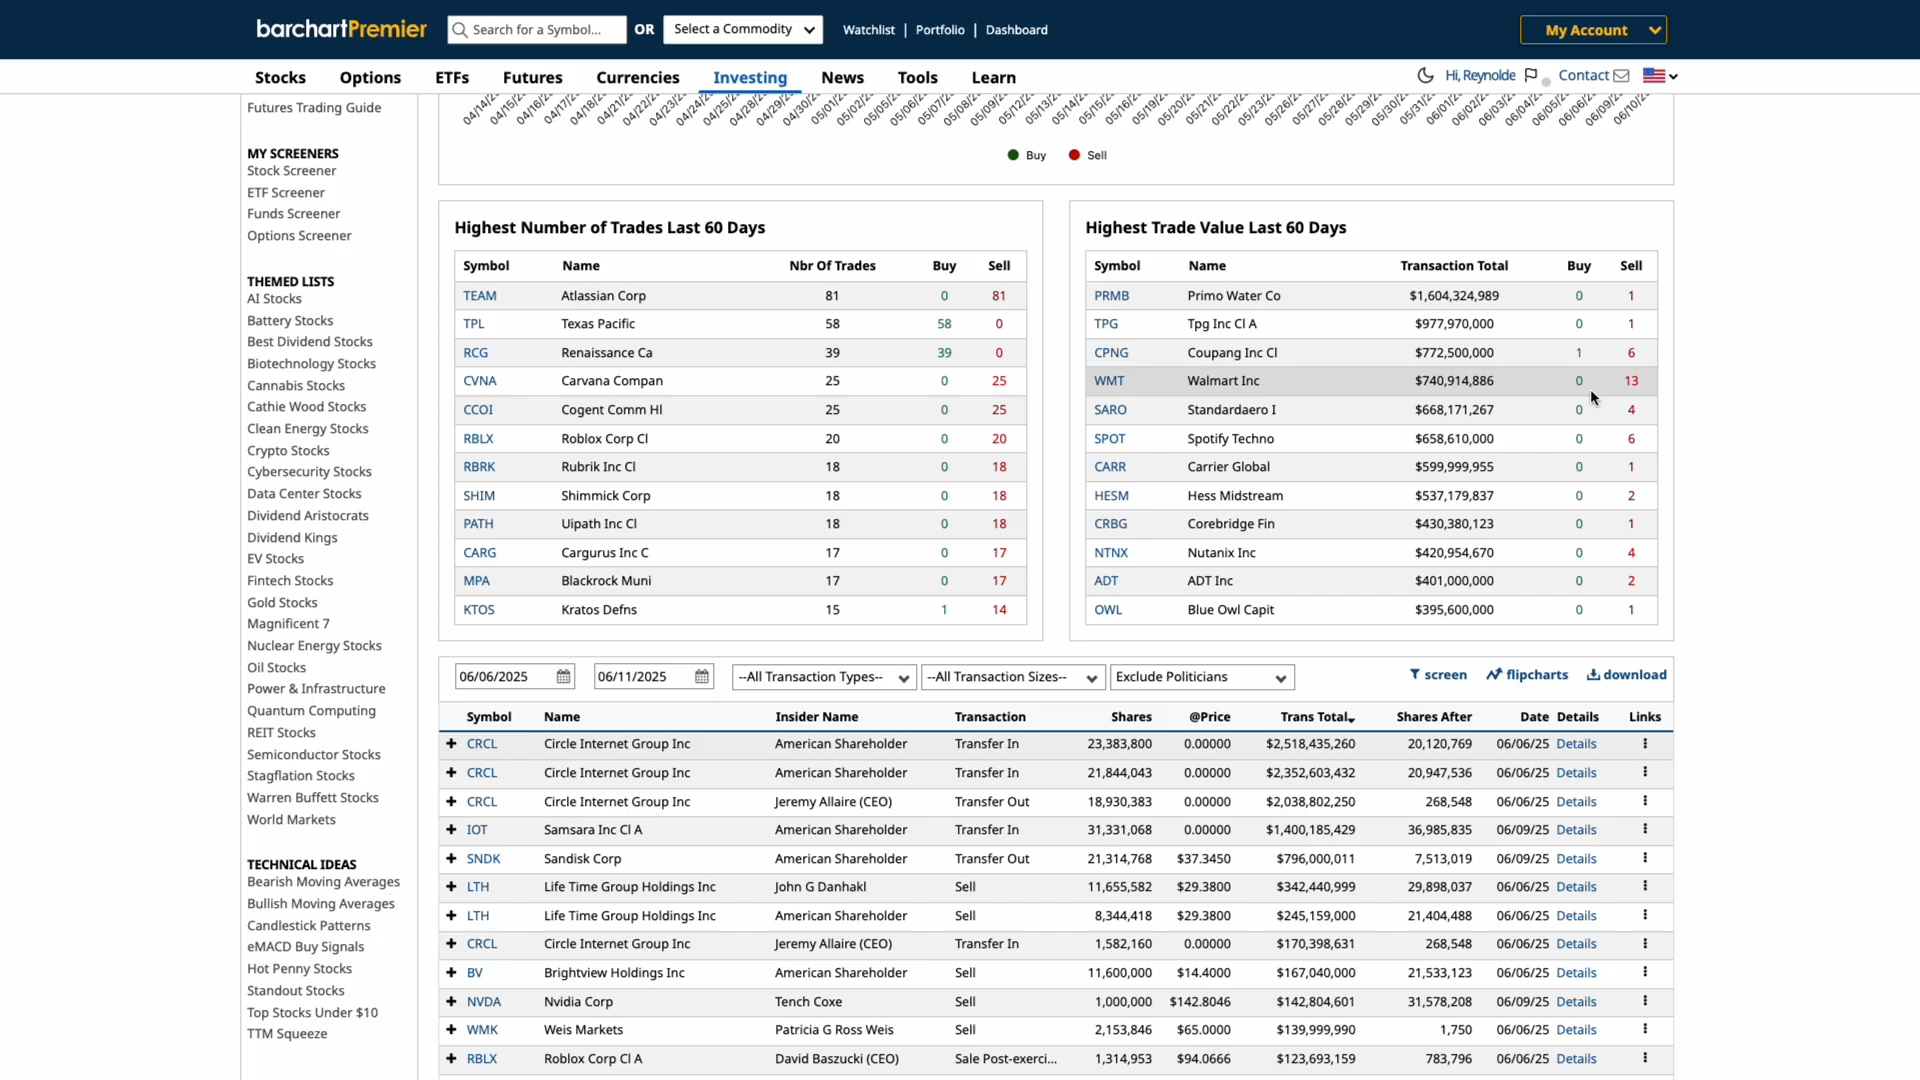 barchartPremier Search for a Symbol... OR Select a Commodity Watchlist | Portfolio | Dashboard My Account
Stocks Options ETFs Futures Currencies Investing News Tools Learn Hi, Reynolde Contact
Futures Trading Guide
MY SCREENERS
Stock Screener
ETF Screener
Funds Screener
Options Screener
THEMED LISTS
AI Stocks
Battery Stocks
Best Dividend Stocks
Biotechnology Stocks
Cannabis Stocks
Cathie Wood Stocks
Clean Energy Stocks
Crypto Stocks
Cybersecurity Stocks
Data Center Stocks
Dividend Aristocrats
Dividend Kings
EV Stocks
Fintech Stocks
Gold Stocks
Magnificent 7
Nuclear Energy Stocks
Oil Stocks
Power & Infrastructure
Quantum Computing
REIT Stocks
Semiconductor Stocks
Stagflation Stocks
Warren Buffett Stocks
World Markets
TECHNICAL IDEAS
Bearish Moving Averages
Bullish Moving Averages
Candlestick Patterns
eMACD Buy Signals
Hot Penny Stocks
Standout Stocks
Top Stocks Under $10
TTM Squeeze
Buy Sell
Highest Number of Trades Last 60 Days
Symbol Name Nbr Of Trades Buy Sell
TEAM Atlassian Corp 81 0 81
TPL Texas Pacific 58 58 0
RCG Renaissance Ca 39 39 0
CVNA Carvana Compan 25 0 25
CCOI Cogent Comm Hl 25 0 25
RBLX Roblox Corp Cl 20 0 20
RBRK Rubrik Inc Cl 18 0 18
SHIM Shimmick Corp 18 0 18
PATH Uipath Inc Cl 18 0 18
CARG Cargurus Inc C 17 0 17
MPA Blackrock Muni 17 0 17
KTOS Kratos Defns 15 1 14
Highest Trade Value Last 60 Days
Symbol Name Transaction Total Buy Sell
PRMB Primo Water Co $1,604,324,989 0 1
TPG Tpg Inc Cl A $977,970,000 0 1
CPNG Coupang Inc Cl $772,500,000 1 6
WMT Walmart Inc $740,914,886 0 13
SARO Standardaero I $668,171,267 0 4
SPOT Spotify Techno $658,610,000 0 6
CARR Carrier Global $599,999,955 0 1
HESM Hess Midstream $537,179,837 0 2
CRBG Corebridge Fin $430,380,123 0 1
NTNX Nutanix Inc $420,954,670 0 4
ADT ADT Inc $401,000,000 0 2
OWL Blue Owl Capit $395,600,000 0 1
06/06/2025 06/11/2025 --All Transaction Types-- --All Transaction Sizes-- Exclude Politicians screen flipcharts download
Symbol Name Insider Name Transaction Shares @Price Trans Total Shares After Date Details Links
CRCL Circle Internet Group Inc American Shareholder Transfer In 23,383,800 0.00000 $2,518,435,260 20,120,769 06/06/25 Details
CRCL Circle Internet Group Inc American Shareholder Transfer In 21,844,043 0.00000 $2,352,603,432 20,947,536 06/06/25 Details
CRCL Circle Internet Group Inc Jeremy Allaire (CEO) Transfer Out 18,930,383 0.00000 $2,038,802,250 268,548 06/06/25 Details
IOT Samsara Inc Cl A American Shareholder Transfer In 31,331,068 0.00000 $1,400,185,429 36,985,835 06/09/25 Details
SNDK Sandisk Corp American Shareholder Transfer Out 21,314,768 $37.3450 $796,000,011 7,513,019 06/09/25 Details
LTH Life Time Group Holdings Inc John G Danhakl Sell 11,655,582 $29.3800 $342,440,999 29,898,037 06/06/25 Details
LTH Life Time Group Holdings Inc American Shareholder Sell 8,344,418 $29.3800 $245,159,000 21,404,488 06/06/25 Details
CRCL Circle Internet Group Inc Jeremy Allaire (CEO) Transfer In 1,582,160 0.00000 $170,398,631 268,548 06/06/25 Details
BV Brightview Holdings Inc American Shareholder Sell 11,600,000 $14.4000 $167,040,000 21,533,123 06/06/25 Details
NVDA Nvidia Corp Tench Coxe Sell 1,000,000 $142.8046 $142,804,601 31,578,208 06/09/25 Details
WMK Weis Markets Patricia G Ross Weis Sell 2,153,846 $65.0000 $139,999,990 1,750 06/06/25 Details
RBLX Roblox Corp Cl A David Baszucki (CEO) Sale Post-exerci... 1,314,953 $94.0666 $123,693,159 783,796 06/06/25 Details